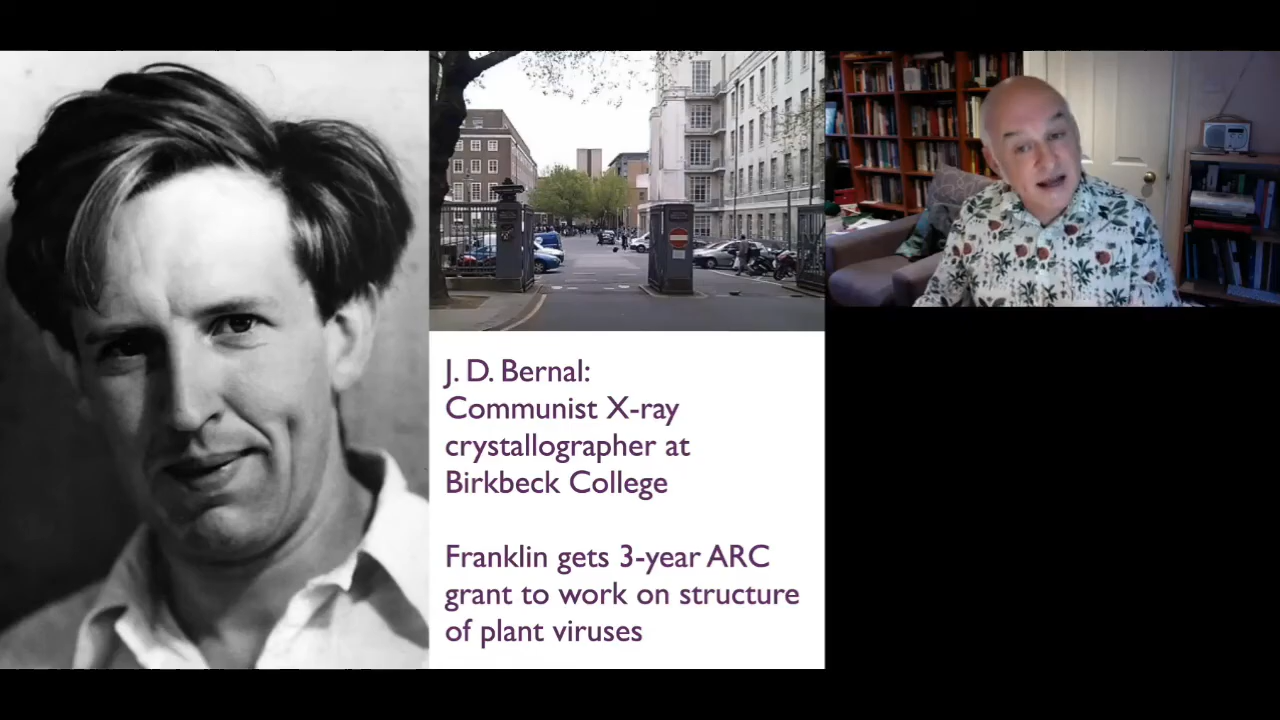 J. D. Bernal:
Communist X-ray
crystallographer at
Birkbeck College
Franklin gets 3-year ARC
grant to work on structure
of plant viruses